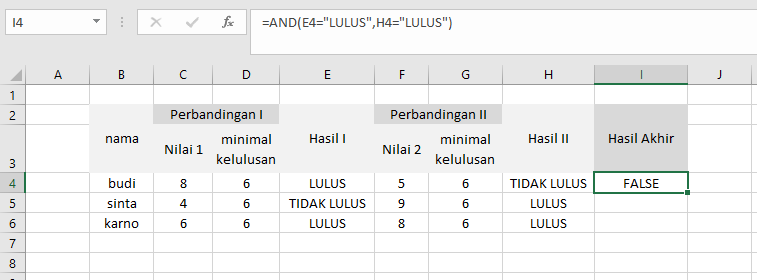 I4 fx =AND(E4="LULUS",H4="LULUS")
A B C D E F G H I J
1
2 Perbandingan I Perbandingan II
3 nama Nilai 1 minimal kelulusan Hasil I Nilai 2 minimal kelulusan Hasil II Hasil Akhir
4 budi 8 6 LULUS 5 6 TIDAK LULUS FALSE
5 sinta 4 6 TIDAK LULUS 9 6 LULUS
6 karno 6 6 LULUS 8 6 LULUS
7
8